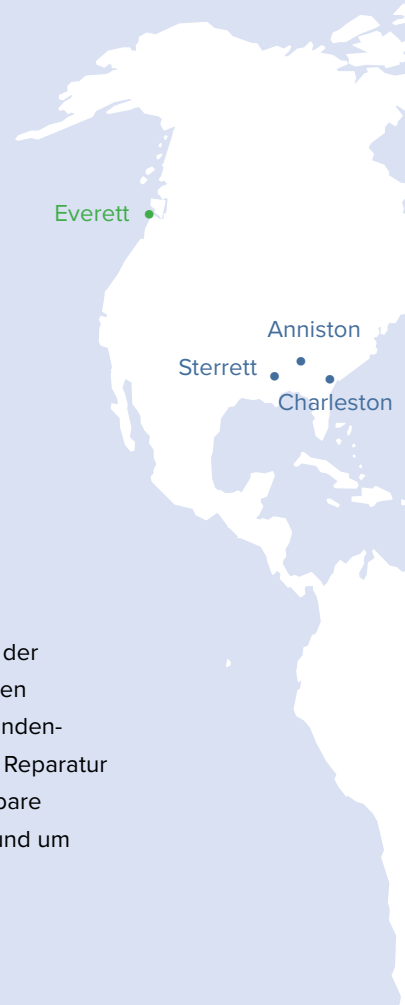 Everett
Anniston
Sterrett
Charleston
der
en
nden-
Reparatur
bare
und um